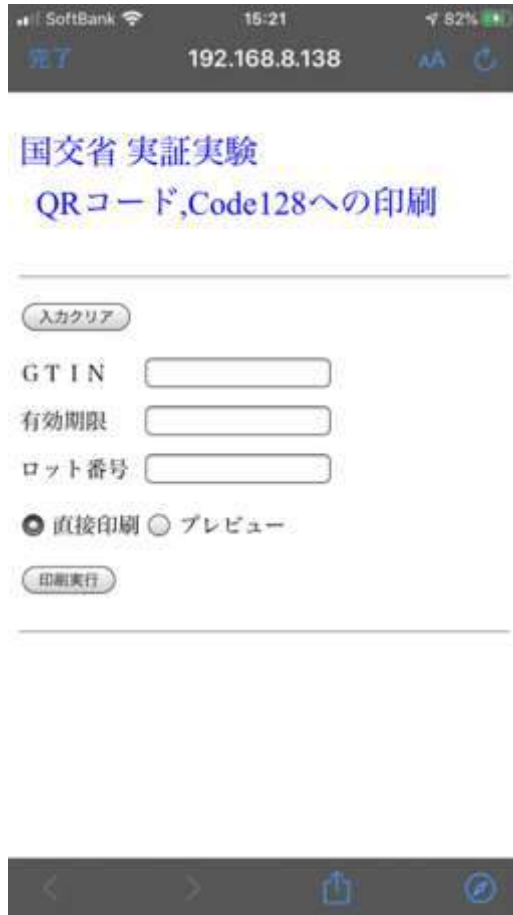 SoftBank 15:21 82%
完了 192.168.8.138 AA
国交省 実証実験
QRコード,Code128への印刷
入力クリア
ＧＴＩＮ
有効期限
ロット番号
直接印刷 プレビュー
印刷実行